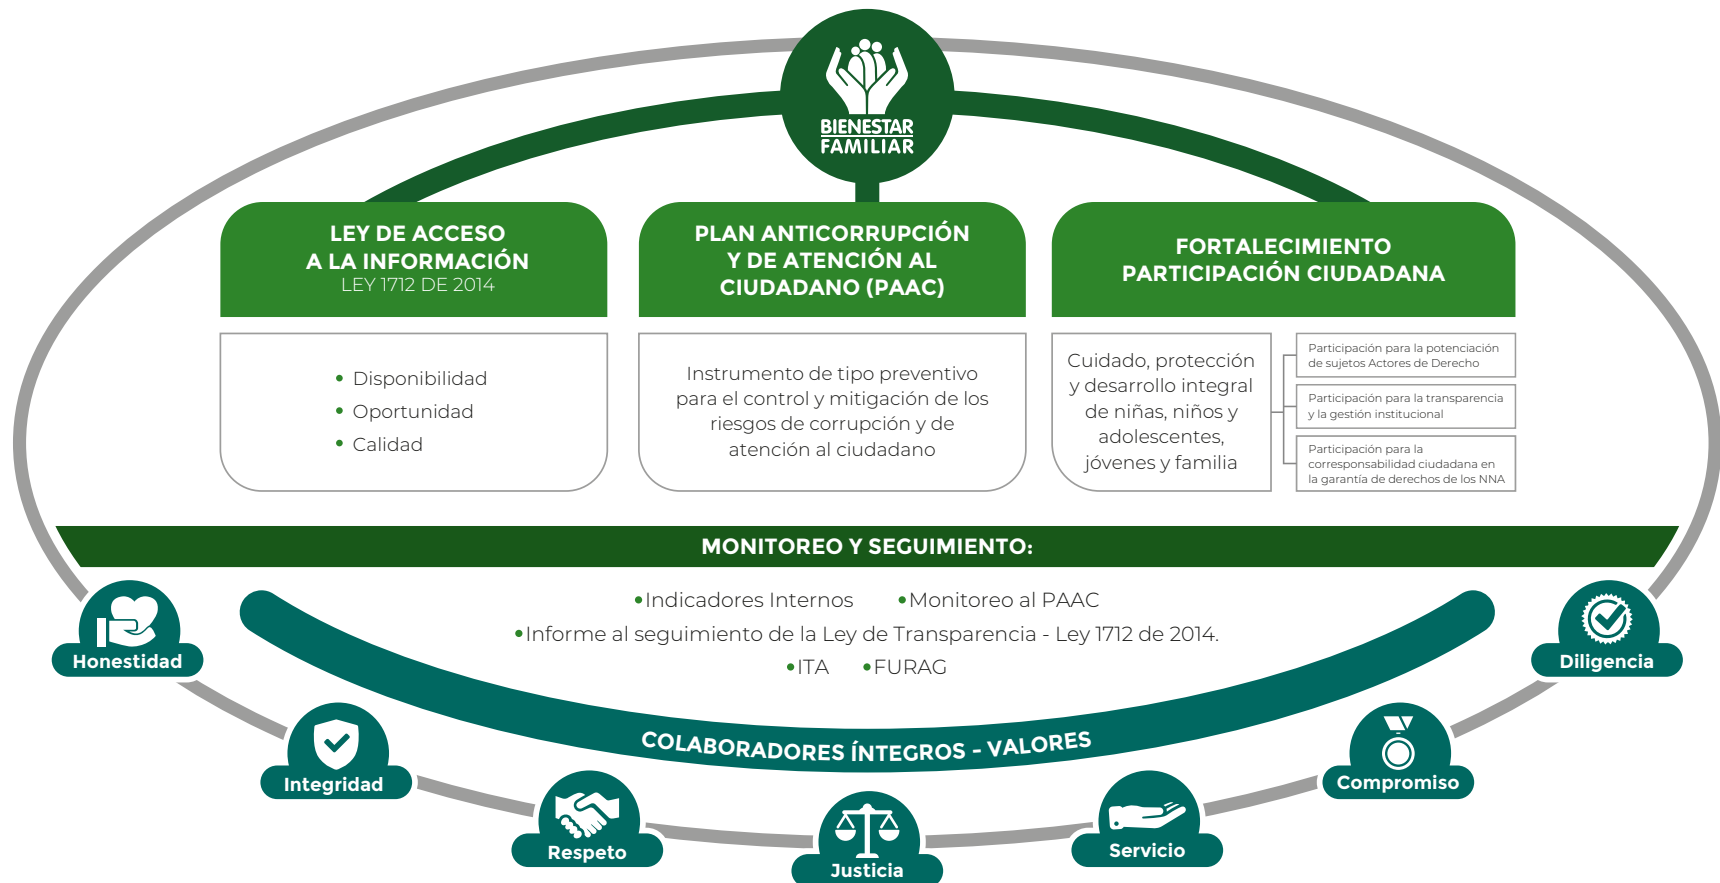 BIENESTAR
FAMILIAR
LEY DE ACCESO
A LA INFORMACIÓN
LEY 1712 DE 2014
• Disponibilidad
• Oportunidad
• Calidad
PLAN ANTICORRUPCIÓN
Y DE ATENCIÓN AL
CIUDADANO (PAAC)
Instrumento de tipo preventivo
para el control y mitigación de los
riesgos de corrupción y de
atención al ciudadano
FORTALECIMIENTO
PARTICIPACIÓN CIUDADANA
Cuidado, protección
y desarrollo integral
de niñas, niños y
adolescentes,
jóvenes y familia
Participación para la potenciación
de sujetos Actores de Derecho
Participación para la transparencia
y la gestión institucional
Participación para la
corresponsabilidad ciudadana en
la garantía de derechos de los NNA
MONITOREO Y SEGUIMIENTO:
•Indicadores Internos •Monitoreo al PAAC
•Informe al seguimiento de la Ley de Transparencia - Ley 1712 de 2014.
•ITA •FURAG
COLABORADORES ÍNTEGROS - VALORES
Honestidad
Integridad
Respeto
Justicia
Servicio
Compromiso
Diligencia